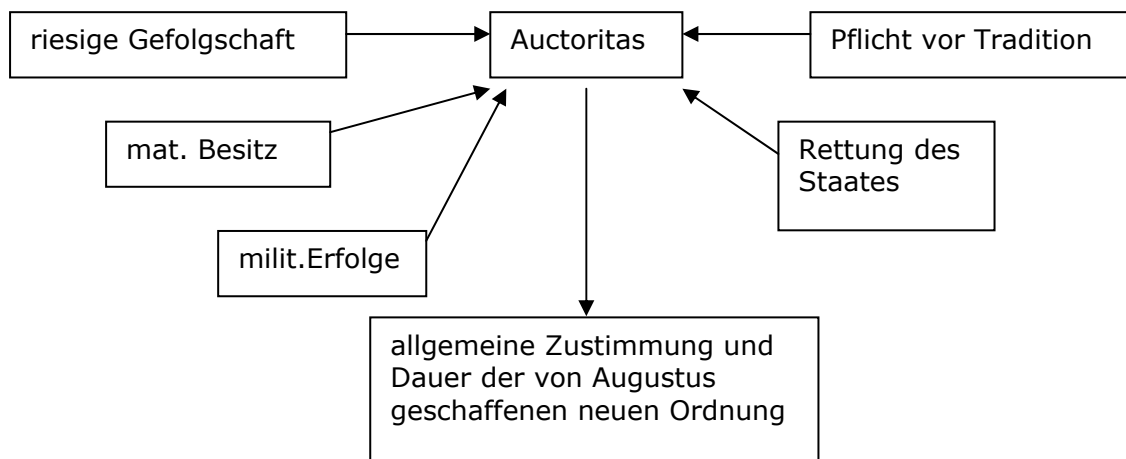 riesige Gefolgschaft
Auctoritas
Pflicht vor Tradition
mat. Besitz
Rettung des
Staates
milit.Erfolge
allgemeine Zustimmung und
Dauer der von Augustus
geschaffenen neuen Ordnung